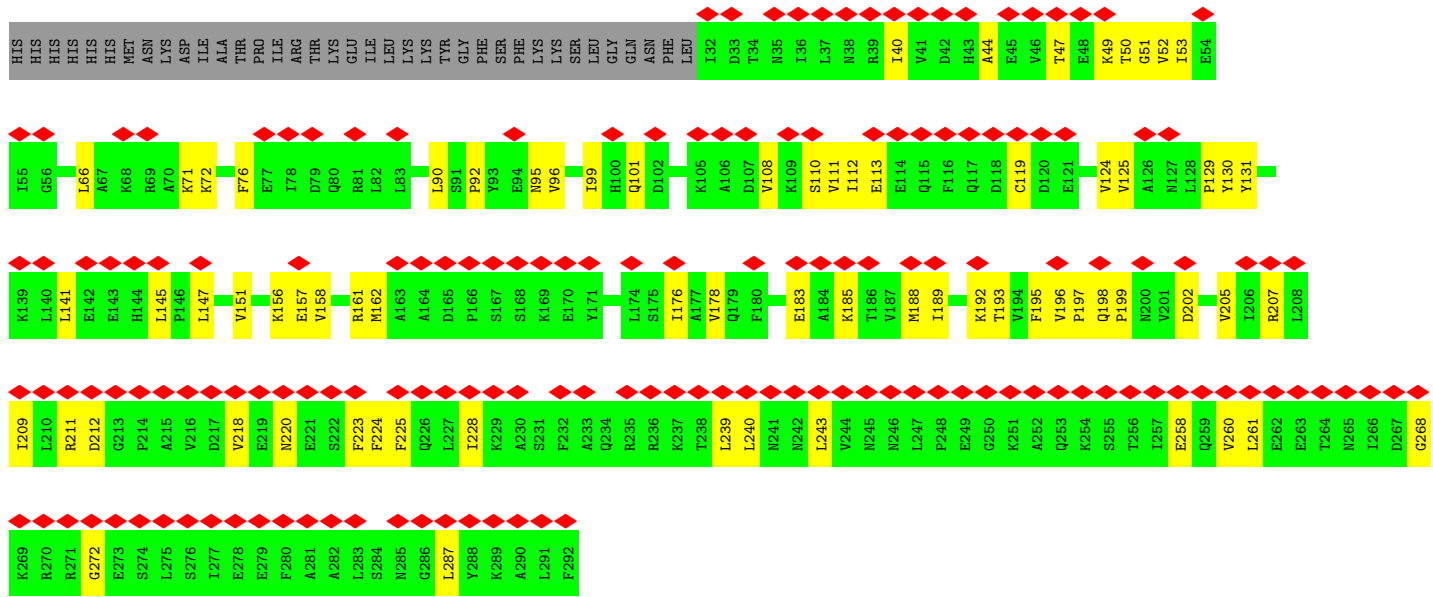 HIS HIS HIS HIS HIS HIS MET ASN LYS ASP ILE ALA THR PRO ILE ARG THR LYS GLU ILE LEU LYS LYS TYR GLY PHE SER PHE LYS LYS SER LEU GLY GLN ASN PHE LEU I32 D33 T34 N35 I36 L37 N38 R39 I40 V41 D42 H43 A44 E45 V46 T47 E48 K49 T50 G51 V52 I53 E54
I55 G56 L66 A67 K68 R69 A70 K71 K72 F76 E77 I78 D79 Q80 R81 L82 L83 L90 S91 P92 Y93 E94 N95 V96 I99 H100 Q101 D102 K105 A106 D107 V108 K109 S110 V111 I112 E113 E114 Q115 F116 Q117 D118 C119 D120 E121 V124 V125 A126 N127 L128 P129 Y130 Y131
K139 L140 L141 E142 E143 H144 L145 P146 L147 V151 K156 E157 V158 R161 M162 A163 A164 D165 P166 S167 S168 K169 E170 Y171 L174 S175 I176 A177 V178 Q179 F180 E183 A184 K185 T186 V187 M188 I189 K192 T193 V194 F195 V196 P197 Q198 P199 N200 V201 D202 V205 I206 R207 L208
I209 L210 R211 D212 G213 P214 A215 V216 D217 V218 E219 N220 E221 S222 F223 F224 F225 Q226 L227 I228 K229 A230 S231 F232 A233 Q234 R235 R236 K237 T238 L239 L240 N241 N242 L243 V244 N245 N246 L247 P248 E249 G250 K251 A252 Q253 K254 S255 T256 I257 E258 Q259 V260 L261 E262 E263 T264 N265 I266 D267 G268
K269 R270 R271 G272 E273 S274 L275 S276 I277 E278 E279 F280 A281 A282 L283 S284 N285 G286 L287 Y288 K289 A290 L291 F292